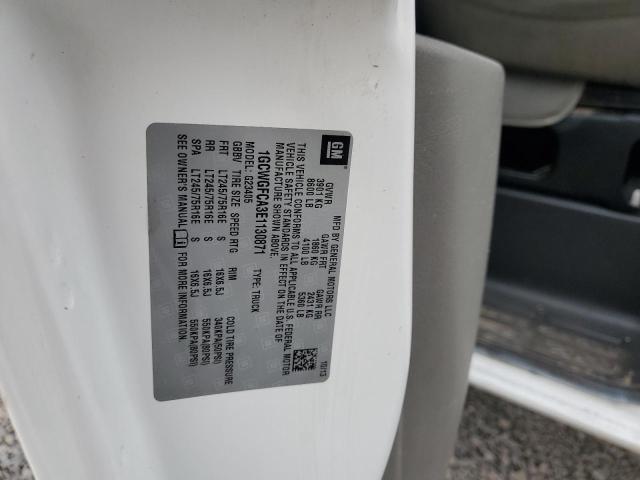 GM
MFD BY GENERAL MOTORS LLC
10/13
GVWR GAWR FRT GAWR RR
3901 KG 1860 KG 2431 KG
8600 LB 4100 LB 5360 LB
THIS VEHICLE CONFORMS TO ALL APPLICABLE U.S. FEDERAL MOTOR
VEHICLE SAFETY STANDARDS IN EFFECT ON THE DATE OF
MANUFACTURE SHOWN ABOVE.
1GCWGFCA3E1130871 TYPE: TRUCK
MODEL: G23405
GBBV TIRE SIZE SPEED RTG RIM COLD TIRE PRESSURE
FRT LT245/75R16E S 16X6.5J 340KPA(50PSI)
RR LT245/75R16E S 16X6.5J 550KPA(80PSI)
SPA LT245/75R16E S 16X6.5J 550KPA(80PSI)
SEE OWNER'S MANUAL FOR MORE INFORMATION.